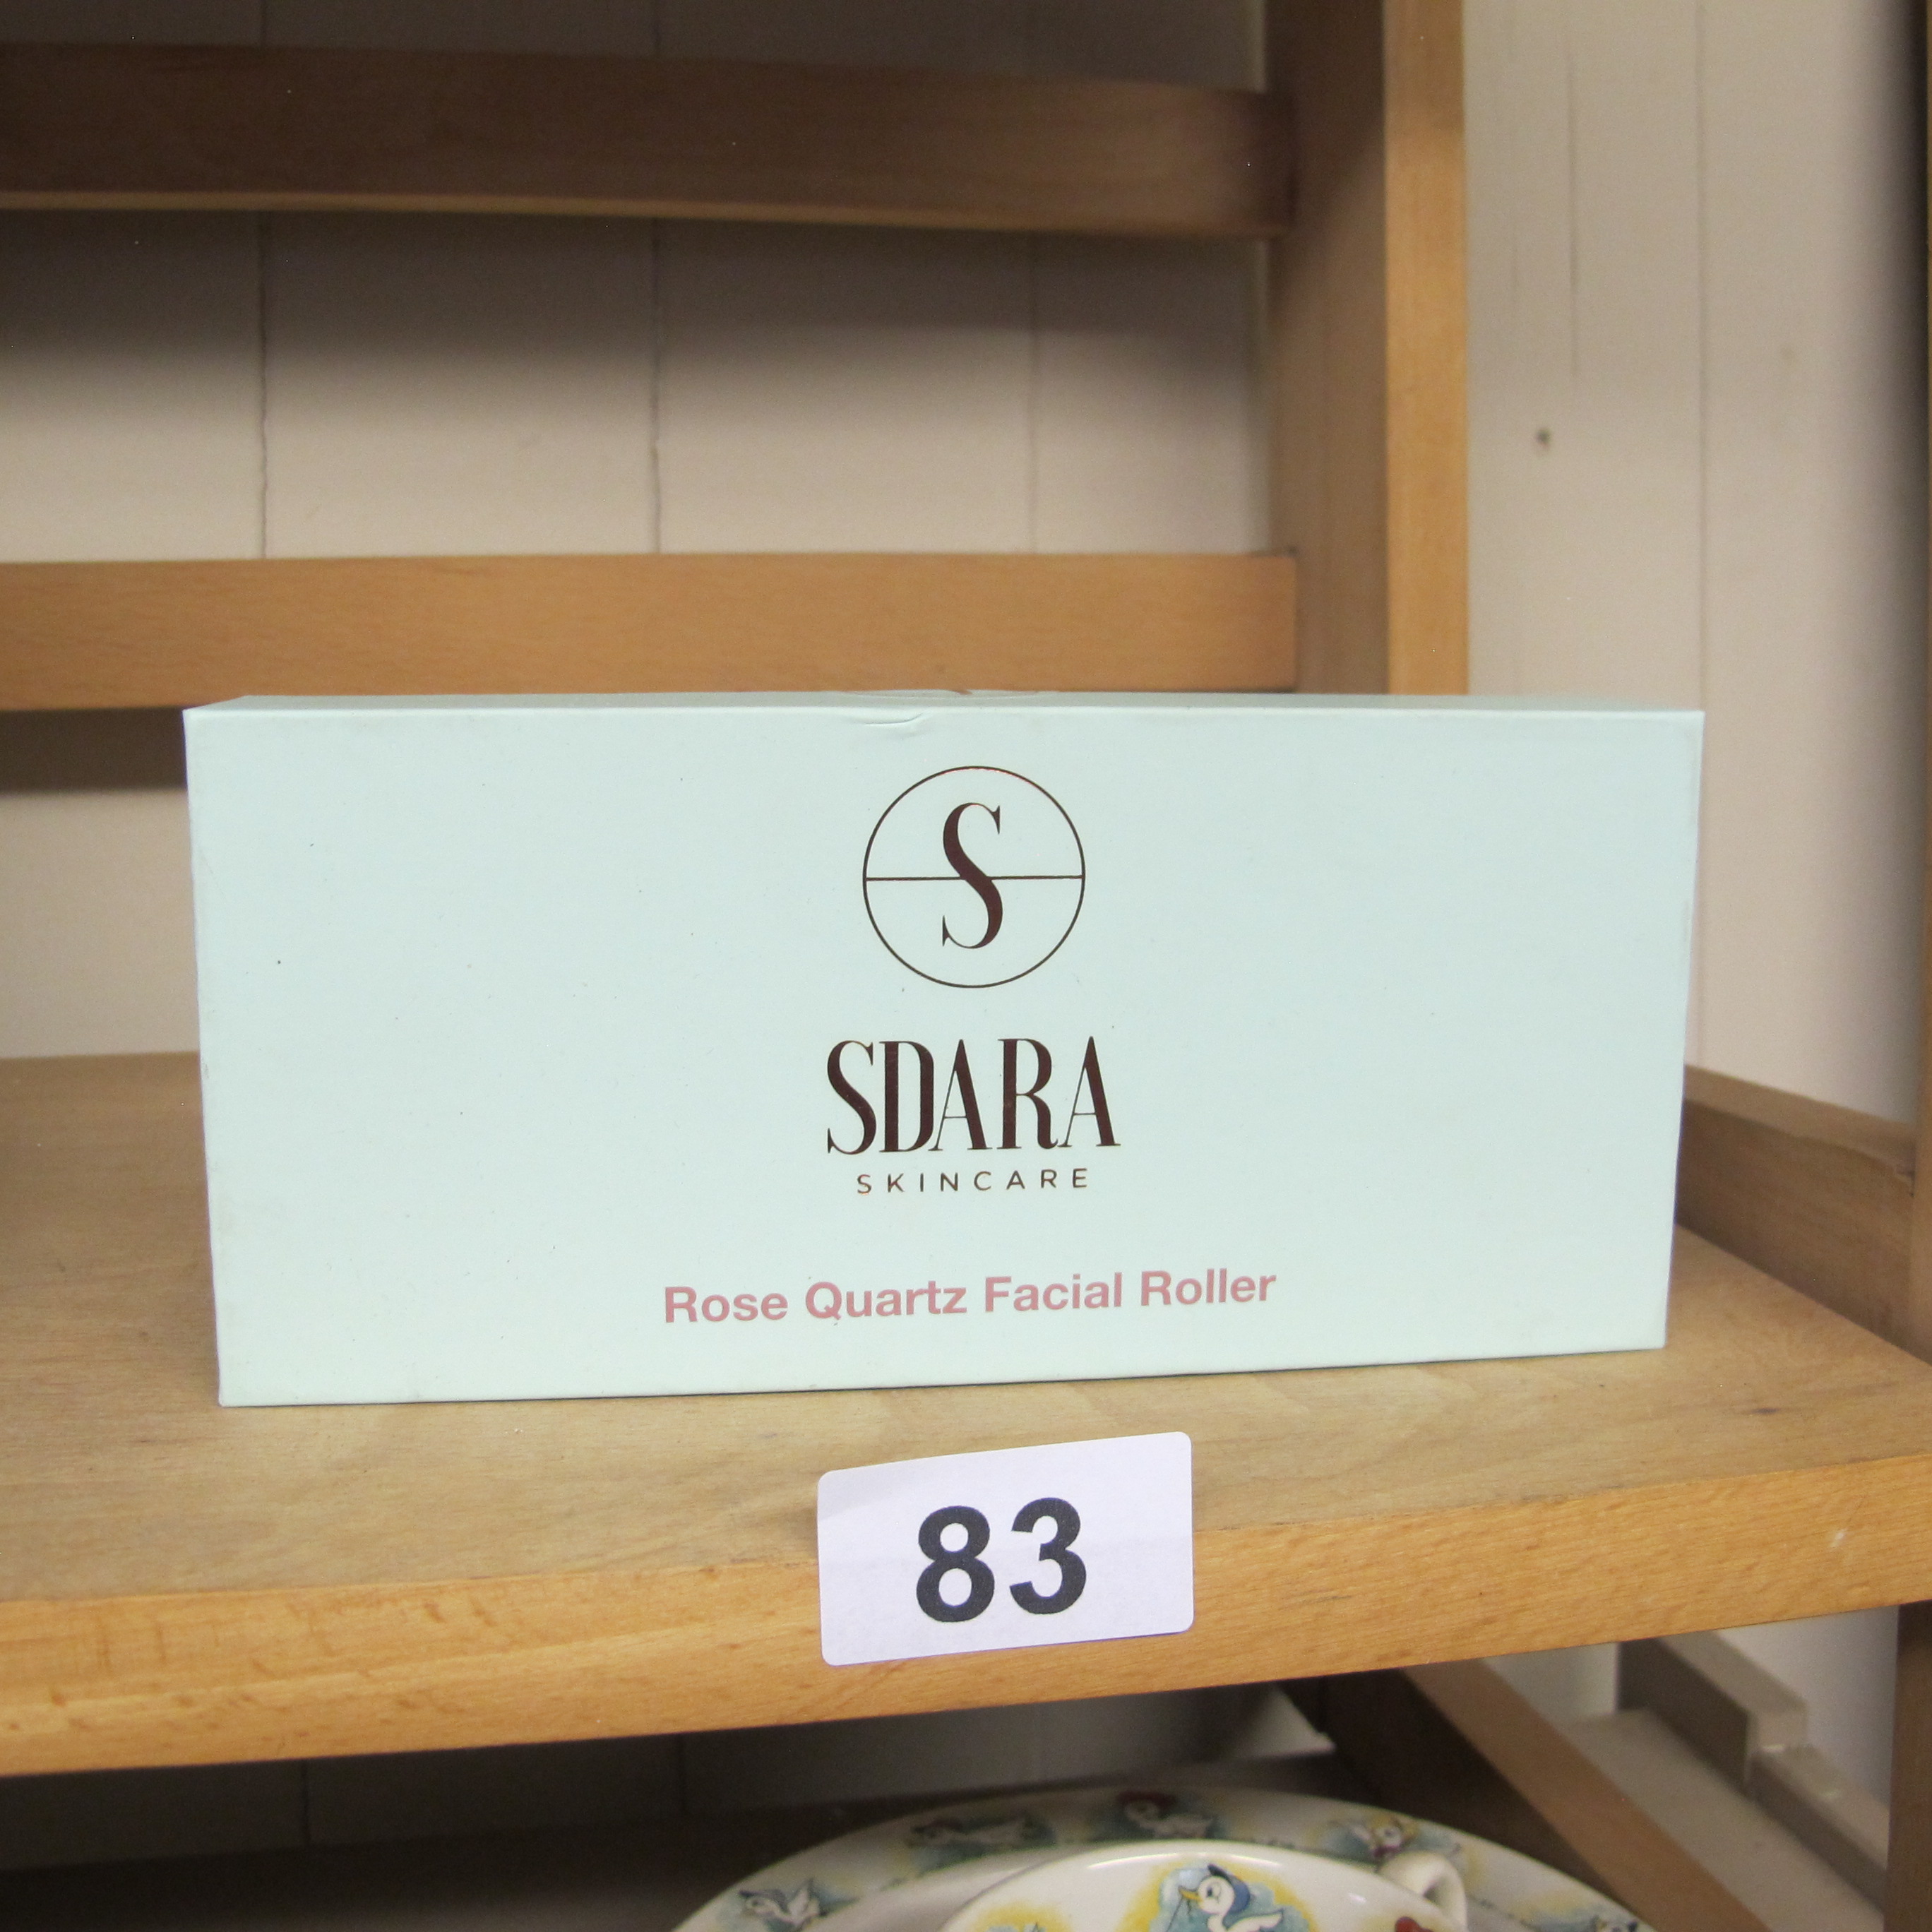 S
SDARA
SKINCARE
Rose Quartz Facial Roller
83